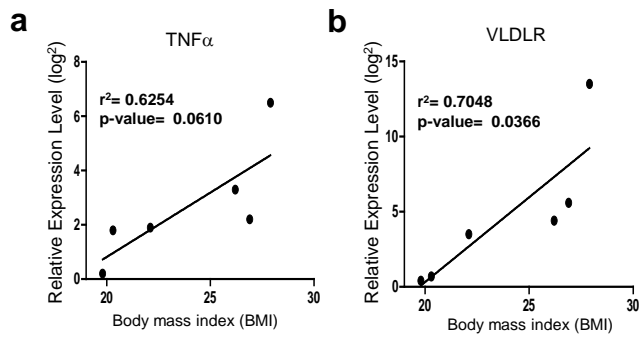 a
TNFα
Relative Expression Level (log²)
8
6
4
2
0
r²= 0.6254
p-value= 0.0610
20
25
30
Body mass index (BMI)
b
VLDLR
Relative Expression Level (log²)
15
10
5
0
r²= 0.7048
p-value= 0.0366
20
25
30
Body mass index (BMI)